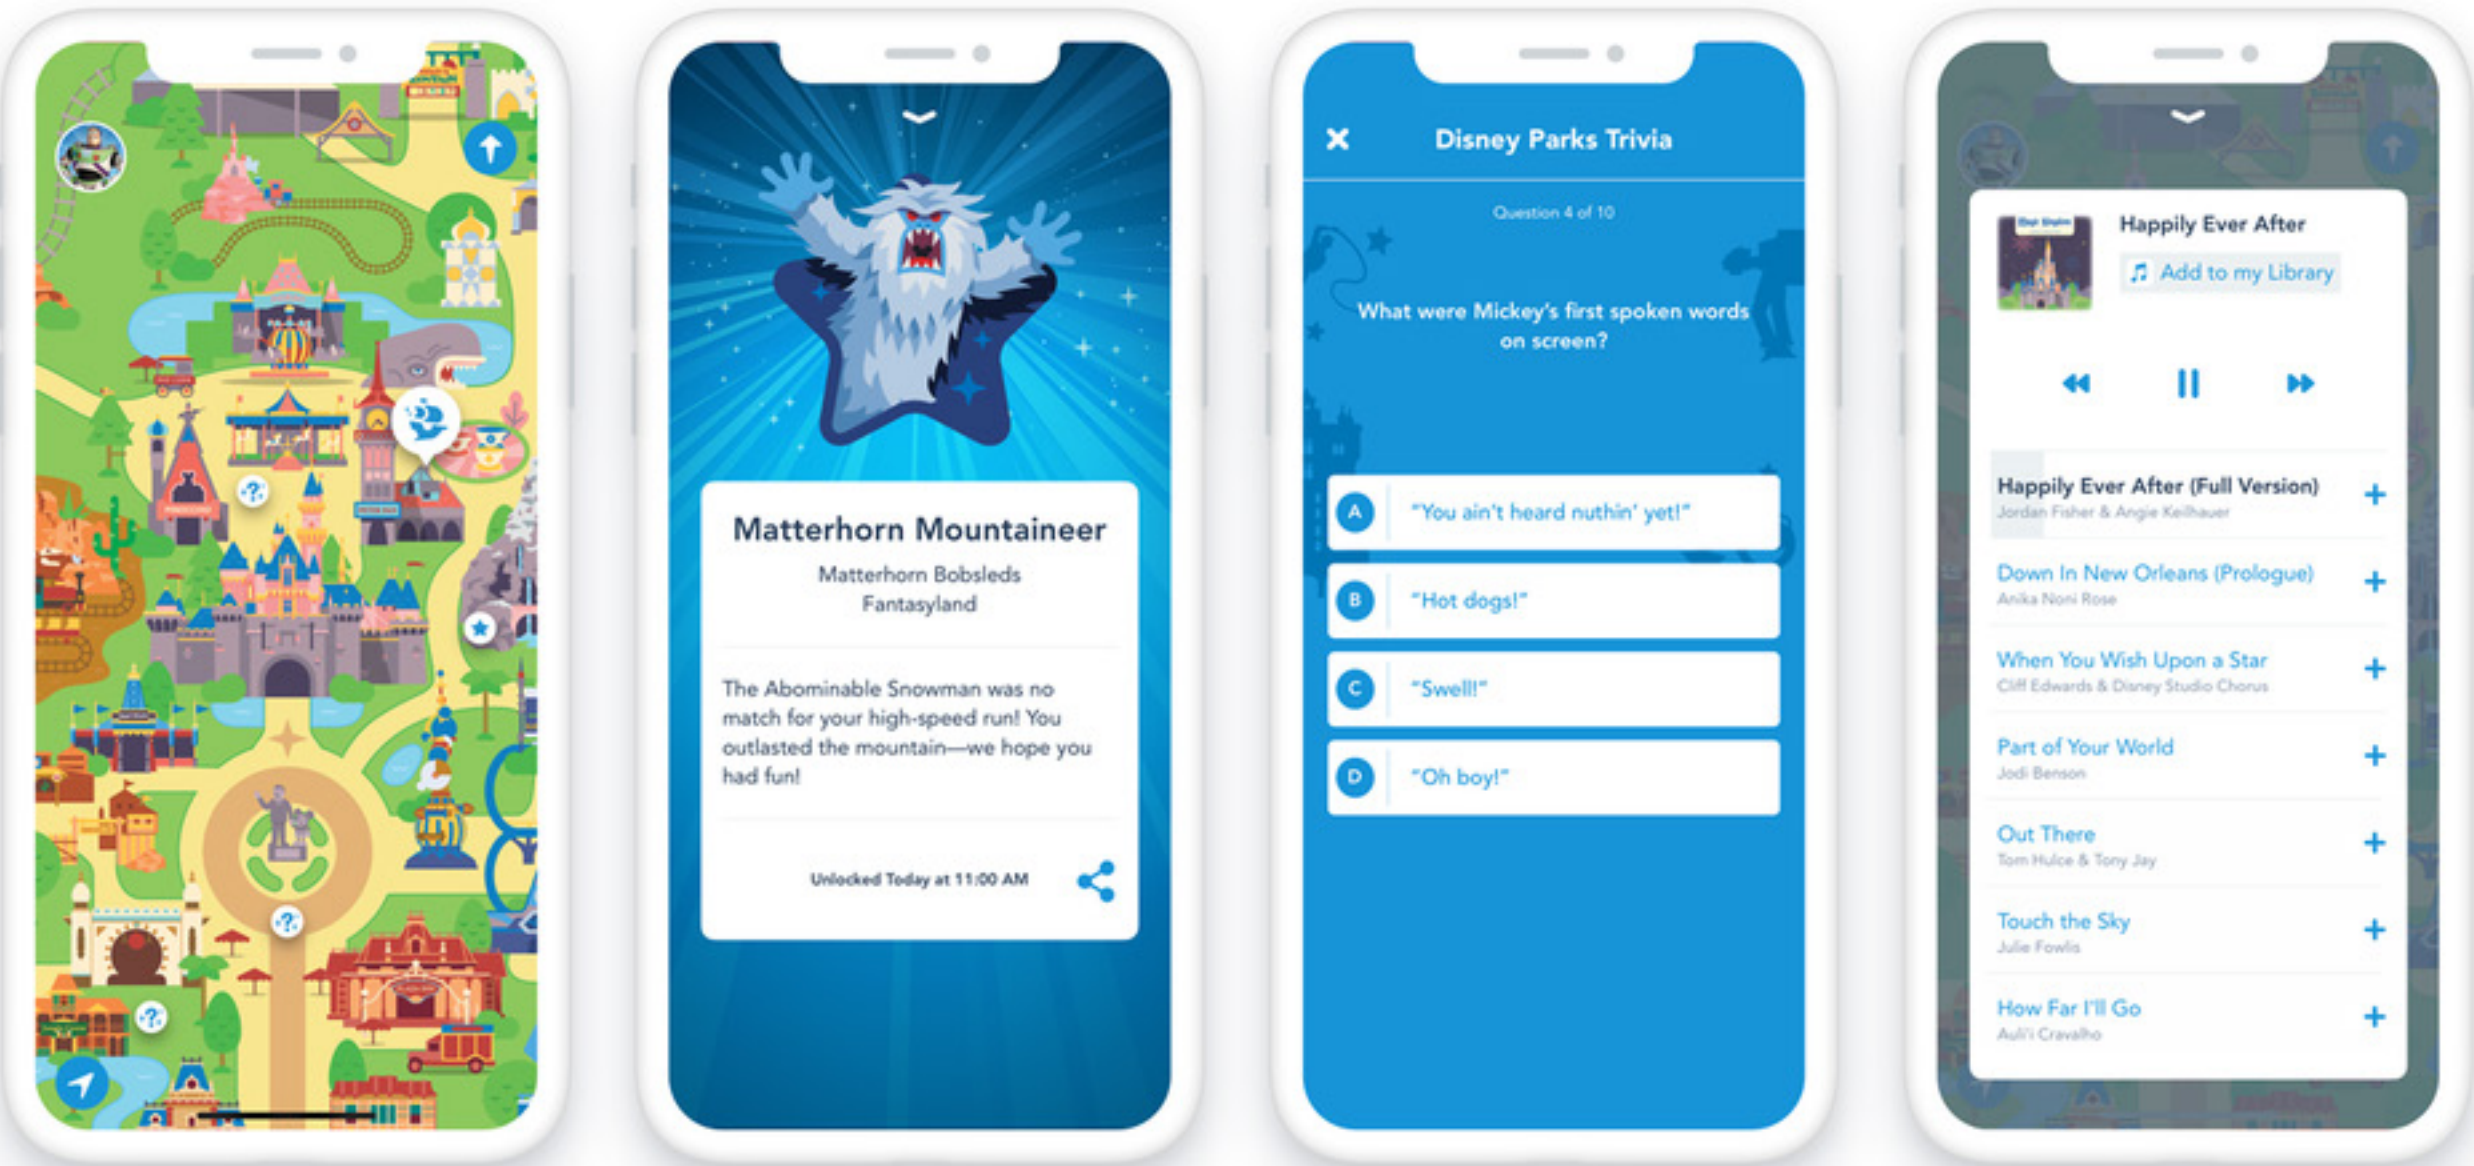 Matterhorn Mountaineer
Matterhorn Bobsleds
Fantasyland
The Abominable Snowman was no
match for your high-speed run! You
outlasted the mountain—we hope you
had fun!
Unlocked Today at 11:00 AM
Disney Parks Trivia
Question 4 of 10
What were Mickey's first spoken words
on screen?
A "You ain't heard nuthin' yet!"
B "Hot dogs!"
C "Swell!"
D "Oh boy!"
Happily Ever After
Add to my Library
Happily Ever After (Full Version)
Jordan Fisher & Angie Keilhauer
Down In New Orleans (Prologue)
Anika Noni Rose
When You Wish Upon a Star
Cliff Edwards & Disney Studio Chorus
Part of Your World
Jodi Benson
Out There
Tom Hulce & Tony Jay
Touch the Sky
Julie Fowlis
How Far I'll Go
Auli'i Cravalho